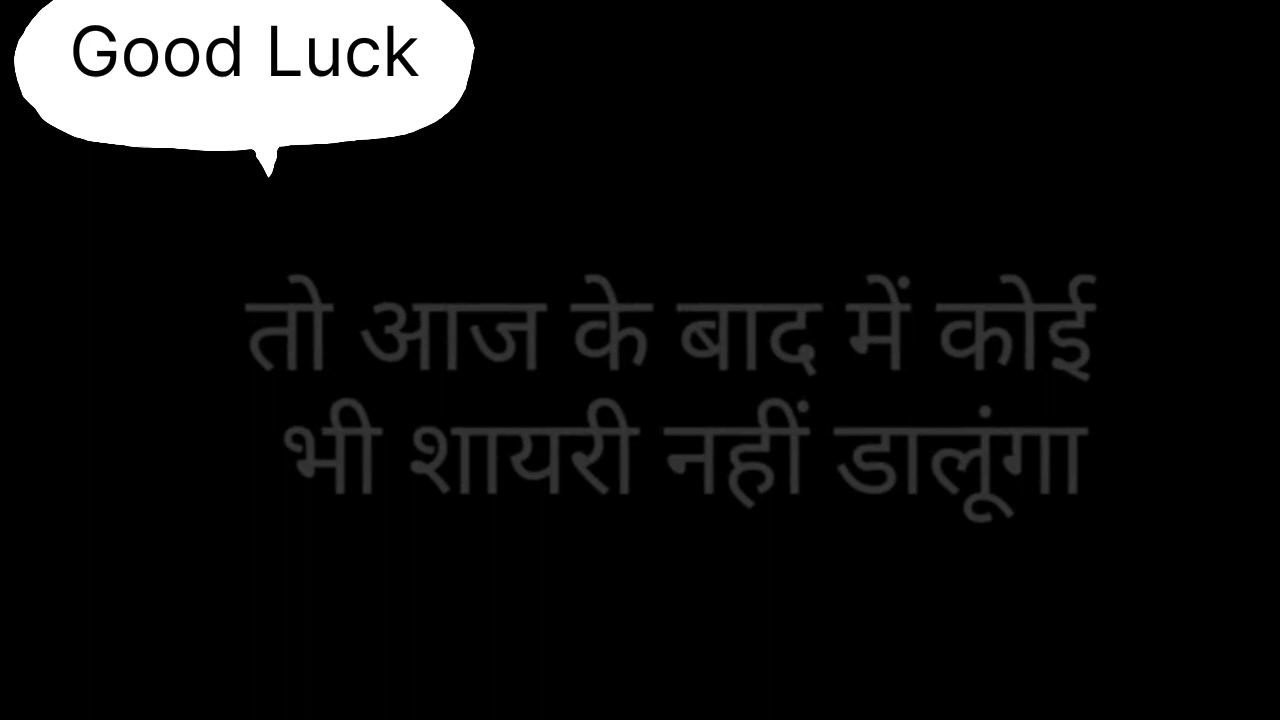 Good Luck
तो आज के बाद में कोई
भी शायरी नहीं डालूंगा